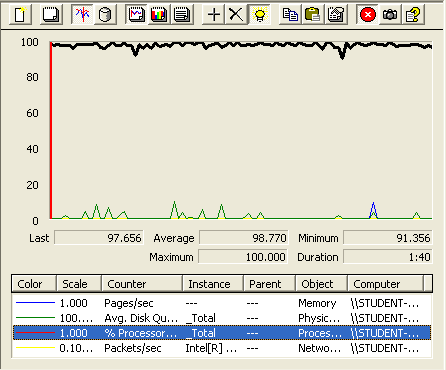 100
80
60
40
20
0
Last 97.656 Average 98.770 Minimum 91.356
Maximum 100.000 Duration 1:40
Color Scale Counter Instance Parent Object Computer
1.000 Pages/sec --- --- Memory \\STUDENT-...
100.... Avg. Disk Qu... _Total --- Physic... \\STUDENT-...
1.000 % Processor... _Total --- Proces... \\STUDENT-...
0.10... Packets/sec Intel[R] ... --- Netwo... \\STUDENT-...